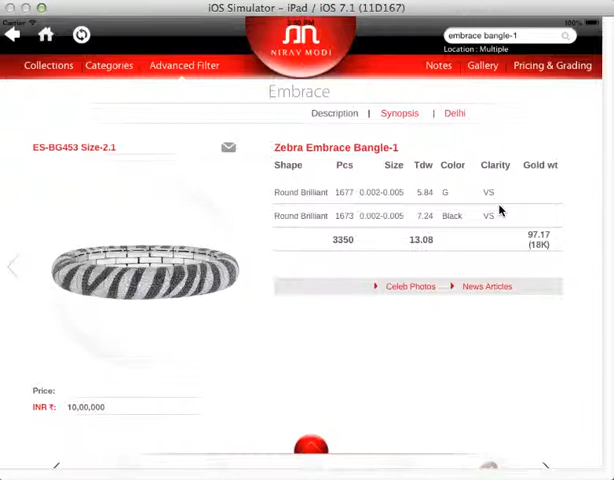 iOS Simulator – iPad / iOS 7.1 (11D167)
Carrier
100%
NIRAV MODI
embrace bangle-1
Location : Multiple
Collections Categories Advanced Filter
Notes Gallery Pricing & Grading
Embrace
Description | Synopsis | Delhi
ES-BG453 Size-2.1
Zebra Embrace Bangle-1
Shape Pcs Size Tdw Color Clarity Gold wt
Round Brilliant 1677 0.002-0.005 5.84 G VS
Round Brilliant 1673 0.002-0.005 7.24 Black VS
3350 13.08 97.17
(18K)
Celeb Photos News Articles
Price:
INR ₹: 10,00,000